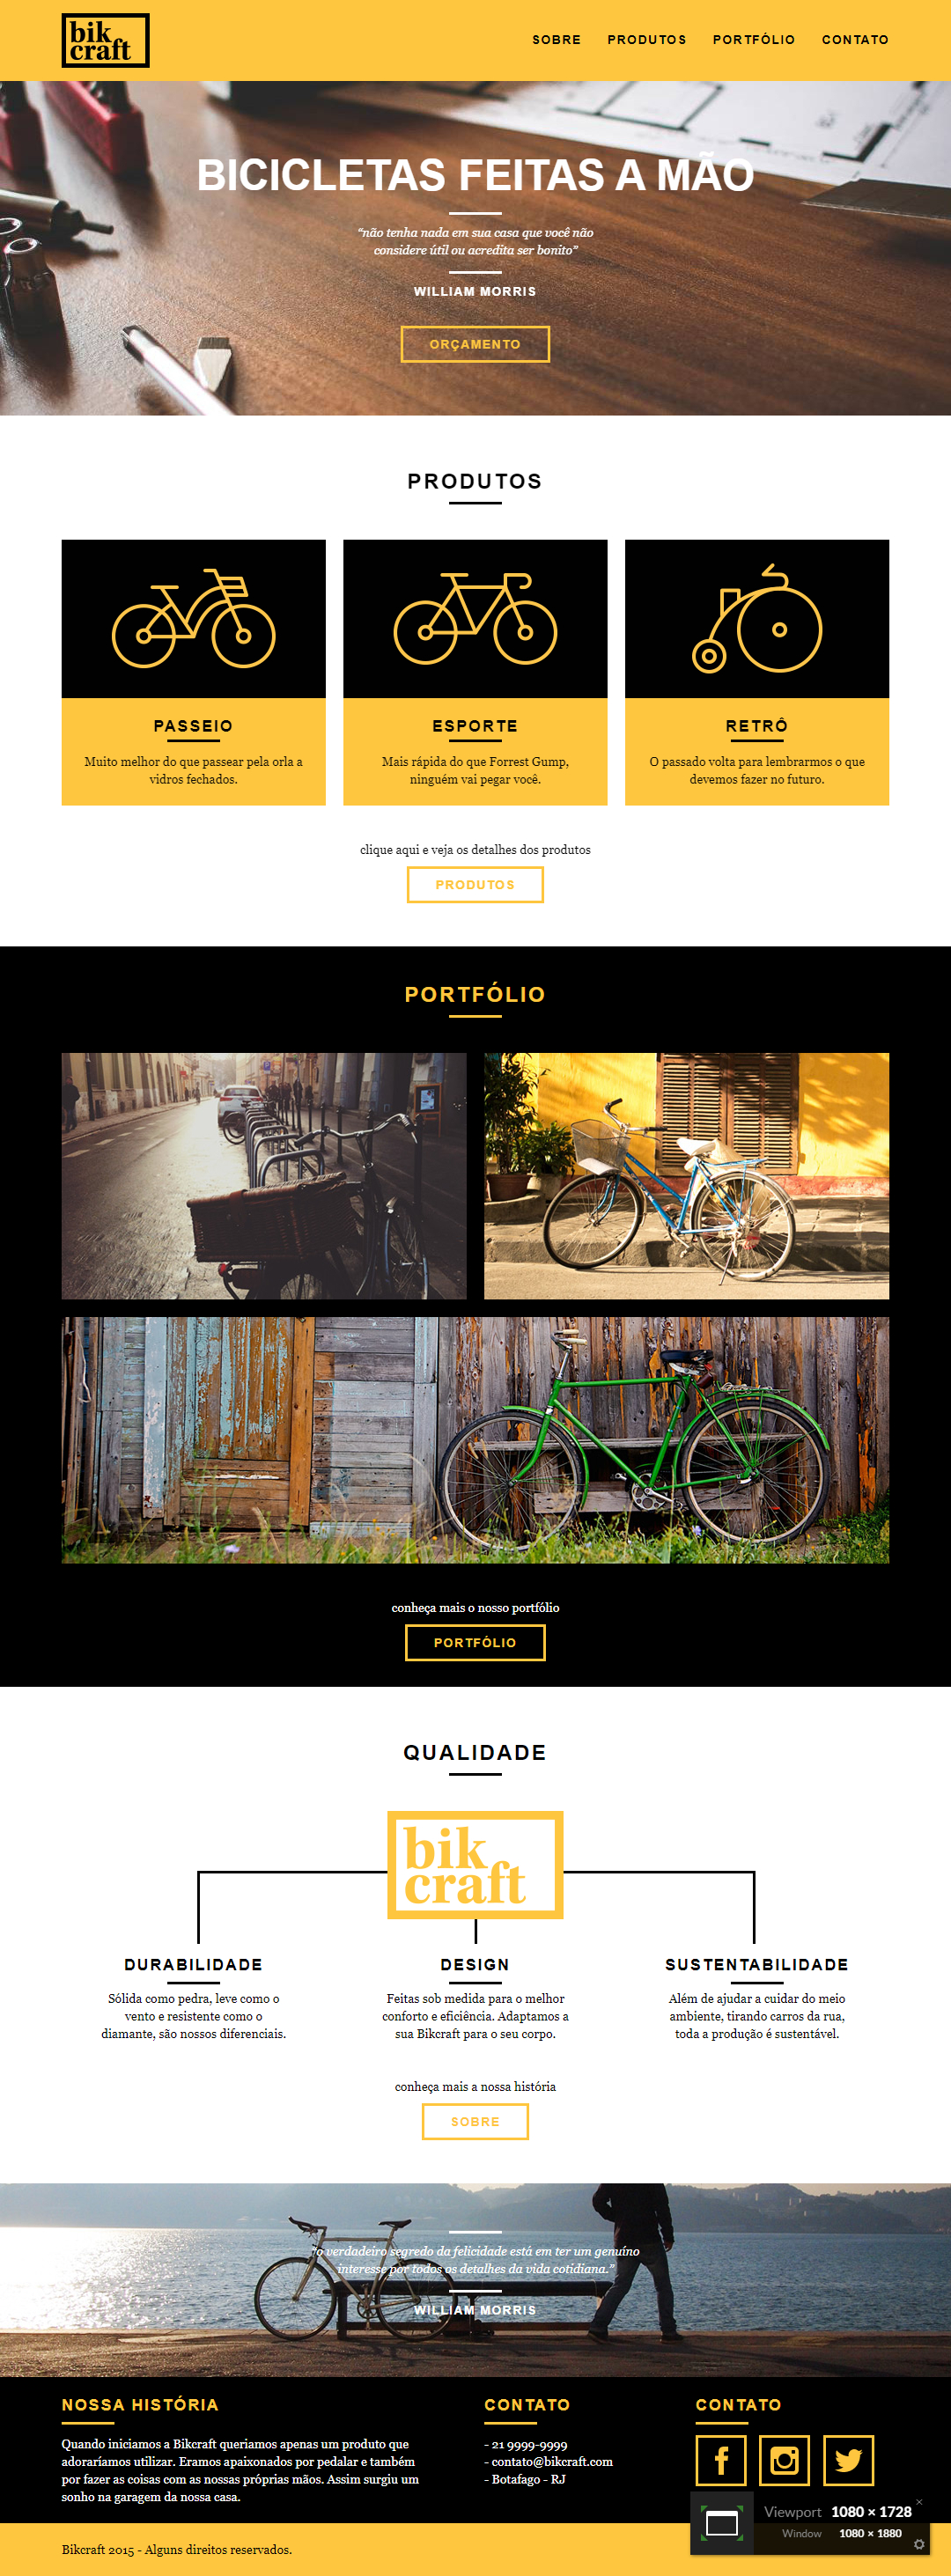 bik
craft
SOBRE PRODUTOS PORTFÓLIO CONTATO
BICICLETAS FEITAS A MÃO
“não tenha nada em sua casa que você não
considere útil ou acredita ser bonito”
WILLIAM MORRIS
ORÇAMENTO
PRODUTOS
PASSEIO
Muito melhor do que passear pela orla a
vidros fechados.
ESPORTE
Mais rápida do que Forrest Gump,
ninguém vai pegar você.
RETRÔ
O passado volta para lembrarmos o que
devemos fazer no futuro.
clique aqui e veja os detalhes dos produtos
PRODUTOS
PORTFÓLIO
conheça mais o nosso portfólio
PORTFÓLIO
QUALIDADE
bik
craft
DURABILIDADE
Sólida como pedra, leve como o
vento e resistente como o
diamante, são nossos diferenciais.
DESIGN
Feitas sob medida para o melhor
conforto e eficiência. Adaptamos a
sua Bikcraft para o seu corpo.
SUSTENTABILIDADE
Além de ajudar a cuidar do meio
ambiente, tirando carros da rua,
toda a produção é sustentável.
conheça mais a nossa história
SOBRE
“o verdadeiro segredo da felicidade está em ter um genuíno
interesse por todos os detalhes da vida cotidiana.”
WILLIAM MORRIS
NOSSA HISTÓRIA
Quando iniciamos a Bikcraft queriamos apenas um produto que
adoraríamos utilizar. Eramos apaixonados por pedalar e também
por fazer as coisas com as nossas próprias mãos. Assim surgiu um
sonho na garagem da nossa casa.
CONTATO
- 21 9999-9999
- contato@bikcraft.com
- Botafago - RJ
CONTATO
Viewport 1080 × 1728
Window 1080 × 1880
Bikcraft 2015 - Alguns direitos reservados.